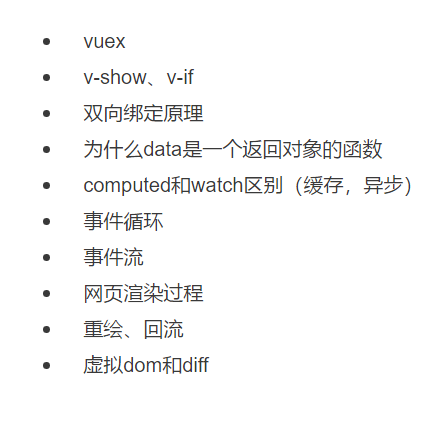 vuex
v-show、v-if
双向绑定原理
为什么data是一个返回对象的函数
computed和watch区别（缓存，异步）
事件循环
事件流
网页渲染过程
重绘、回流
虚拟dom和diff